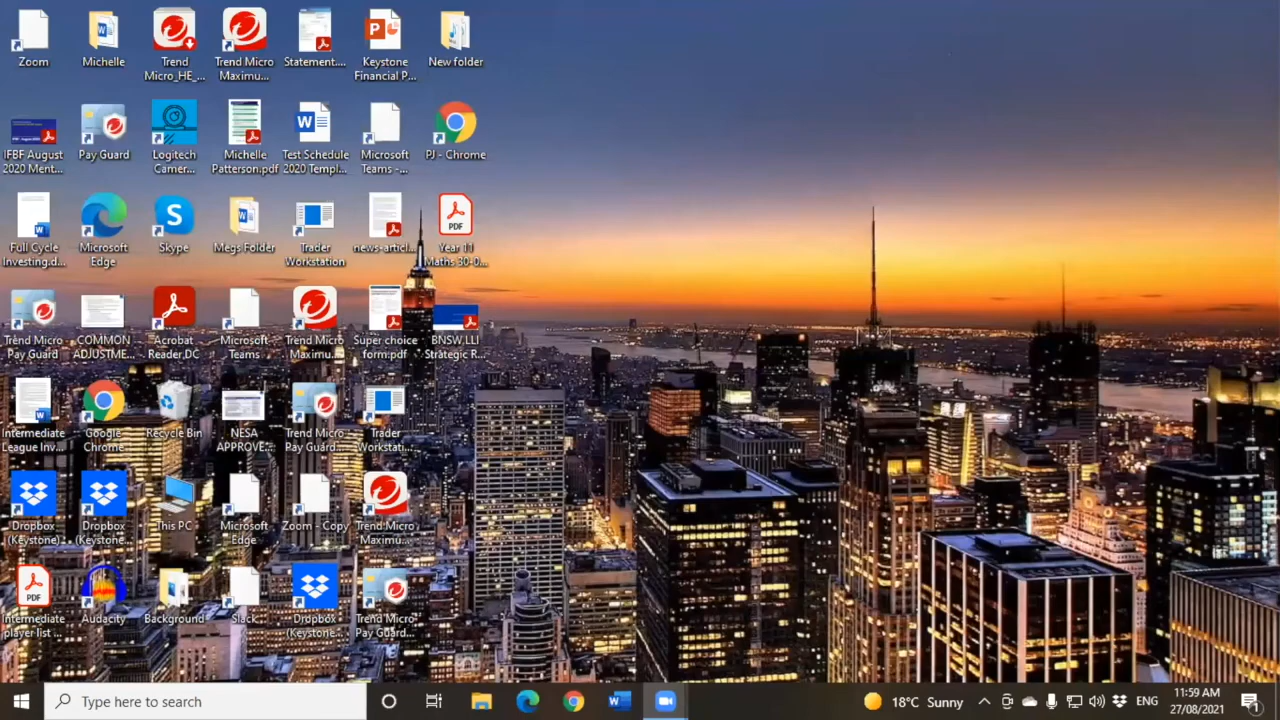 Zoom
Michelle
Trend
Micro_HE_...
Trend Micro
Maximu...
Statement....
Keystone
Financial P...
New folder
IFBF August
2020 Ment...
Pay Guard
Logitech
Camer...
Michelle
Patterson.pdf
Test Schedule
2020 Templ...
Microsoft
Teams -...
PJ - Chrome
Full Cycle
Investing.d...
Microsoft
Edge
Skype
Megs Folder
Trader
Workstation
news-articl...
PDF
Year 11
Maths 30-0...
Trend Micro
Pay Guard
COMMON
ADJUSTME...
Acrobat
Reader DC
Microsoft
Teams
Trend Micro
Maximu...
Super choice
form.pdf
BNSW LLI
Strategic R...
Intermediate
League Inv...
Google
Chrome
Recycle Bin
NESA
APPROVE...
Trend Micro
Pay Guard...
Trader
Workstati...
Dropbox
(Keystone)
Dropbox
(Keystone...
This PC
Microsoft
Edge
Zoom - Copy
Trend Micro
Maximu...
PDF
Intermediate
player list ...
Audacity
Background
Slack
Dropbox
(Keystone...
Trend Micro
Pay Guard...
Type here to search
18°C Sunny
ENG
11:59 AM
27/08/2021
1